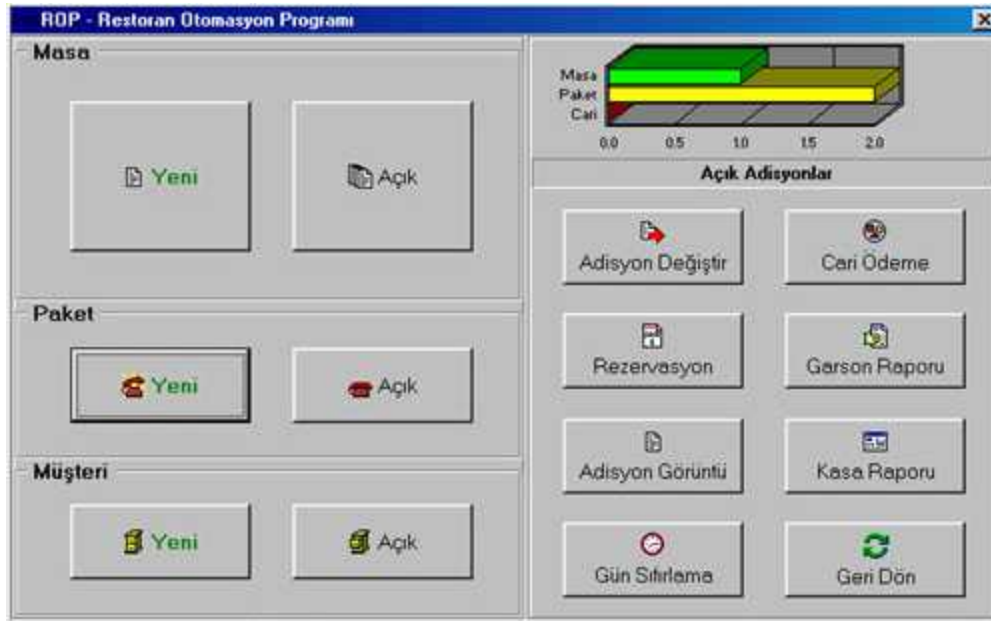 ROP - Restoran Otomasyon Programı
Masa
Yeni
Açık
Paket
Yeni
Açık
Müşteri
Yeni
Açık
Masa
Paket
Cari
0.0 0.5 1.0 1.5 2.0
Açık Adisyonlar
Adisyon Değiştir
Cari Ödeme
Rezervasyon
Garson Raporu
Adisyon Görüntü
Kasa Raporu
Gün Sıfırlama
Geri Dön